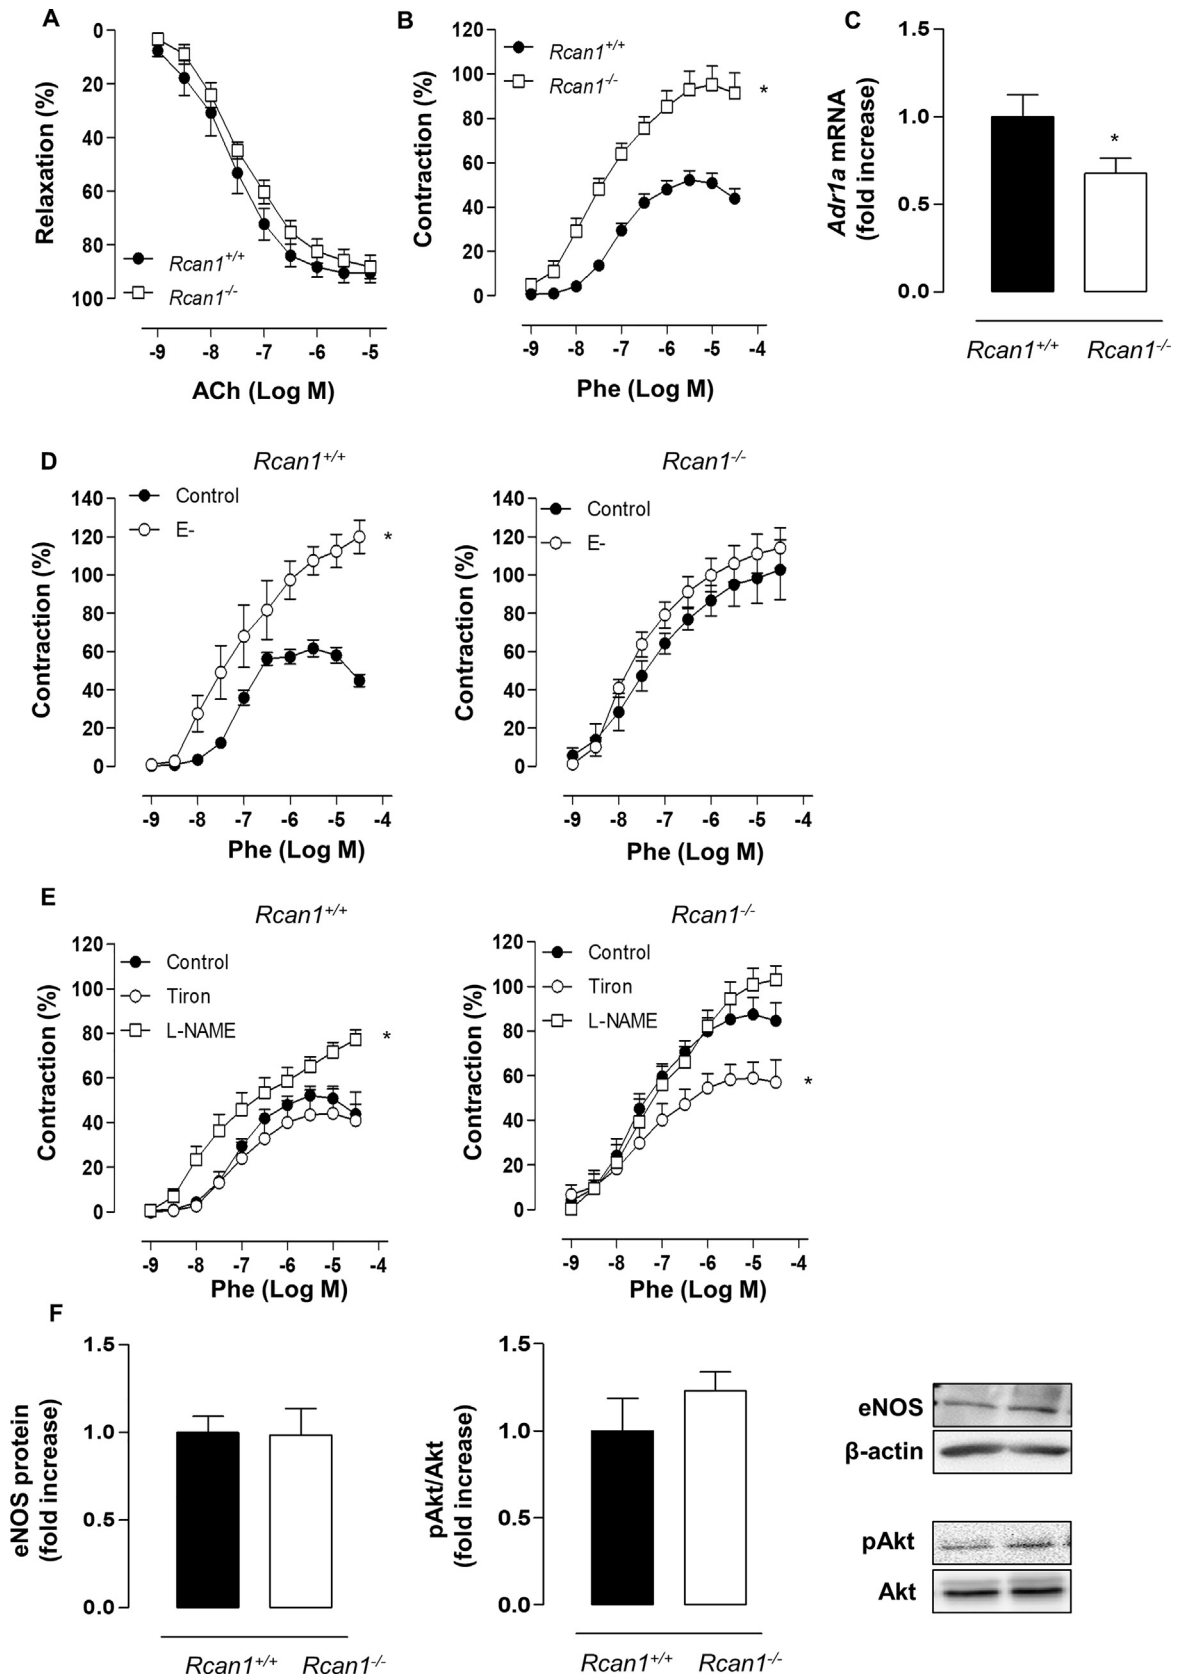 A
0
20
40
60
80
100
Relaxation (%)
Rcan1+/+
Rcan1-/-
-9 -8 -7 -6 -5
ACh (Log M)
B
120
100
80
60
40
20
0
Contraction (%)
Rcan1+/+
Rcan1-/-
*
-9 -8 -7 -6 -5 -4
Phe (Log M)
C
1.5
1.0
0.5
0.0
Adr1a mRNA
(fold increase)
*
Rcan1+/+ Rcan1-/-
D
Rcan1+/+
140
120
100
80
60
40
20
0
Contraction (%)
Control
E-
*
-9 -8 -7 -6 -5 -4
Phe (Log M)
Rcan1-/-
140
120
100
80
60
40
20
0
Contraction (%)
Control
E-
-9 -8 -7 -6 -5 -4
Phe (Log M)
E
Rcan1+/+
120
100
80
60
40
20
0
Contraction (%)
Control
Tiron
L-NAME
*
-9 -8 -7 -6 -5 -4
Phe (Log M)
Rcan1-/-
120
100
80
60
40
20
0
Contraction (%)
Control
Tiron
L-NAME
*
-9 -8 -7 -6 -5 -4
Phe (Log M)
F
1.5
1.0
0.5
0.0
eNOS protein
(fold increase)
Rcan1+/+ Rcan1-/-
1.5
1.0
0.5
0.0
pAkt/Akt
(fold increase)
Rcan1+/+ Rcan1-/-
eNOS
β-actin
pAkt
Akt